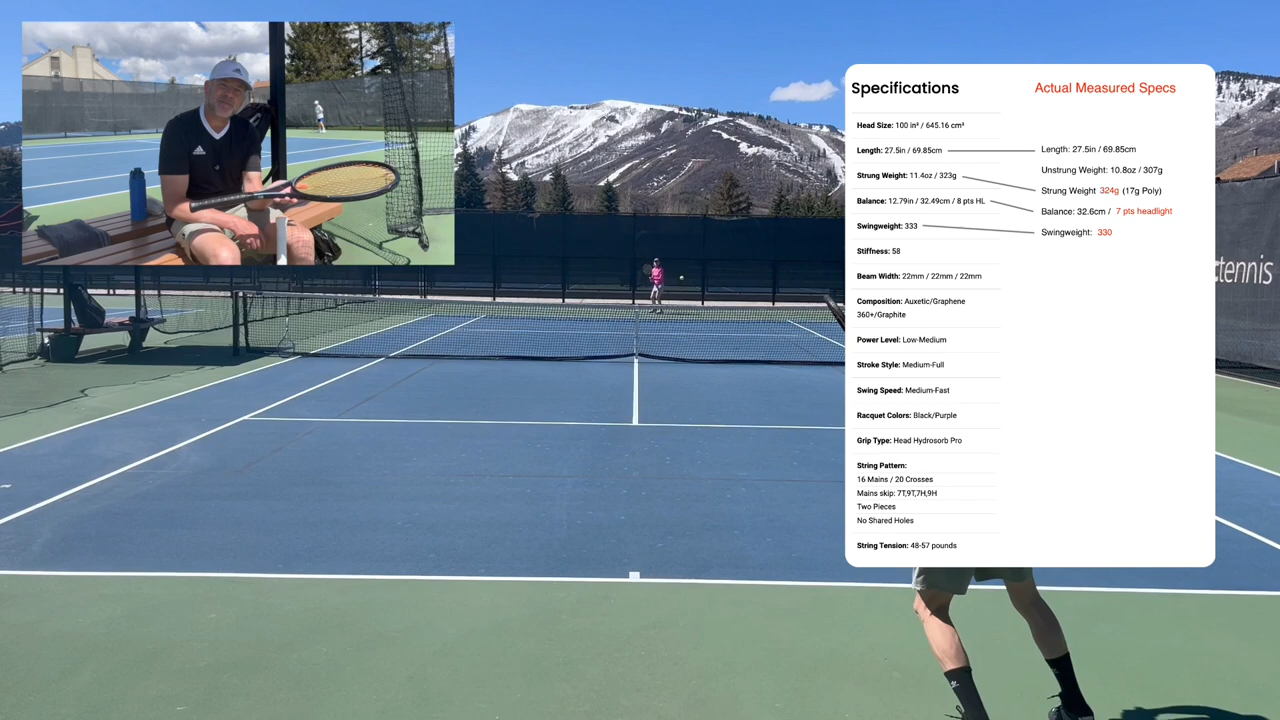 Specifications
Actual Measured Specs
Head Size: 100 in² / 645.16 cm²
Length: 27.5in / 69.85cm
Strung Weight: 11.4oz / 323g
Balance: 12.79in / 32.49cm / 8 pts HL
Swingweight: 333
Stiffness: 58
Beam Width: 22mm / 22mm / 22mm
Composition: Auxetic/Graphene
360+/Graphite
Power Level: Low-Medium
Stroke Style: Medium-Full
Swing Speed: Medium-Fast
Racquet Colors: Black/Purple
Grip Type: Head Hydrosorb Pro
String Pattern:
16 Mains / 20 Crosses
Mains skip: 7T,9T,7H,9H
Two Pieces
No Shared Holes
String Tension: 48-57 pounds
Length: 27.5in / 69.85cm
Unstrung Weight: 10.8oz / 307g
Strung Weight 324g (17g Poly)
Balance: 32.6cm / 7 pts headlight
Swingweight: 330
ctennis